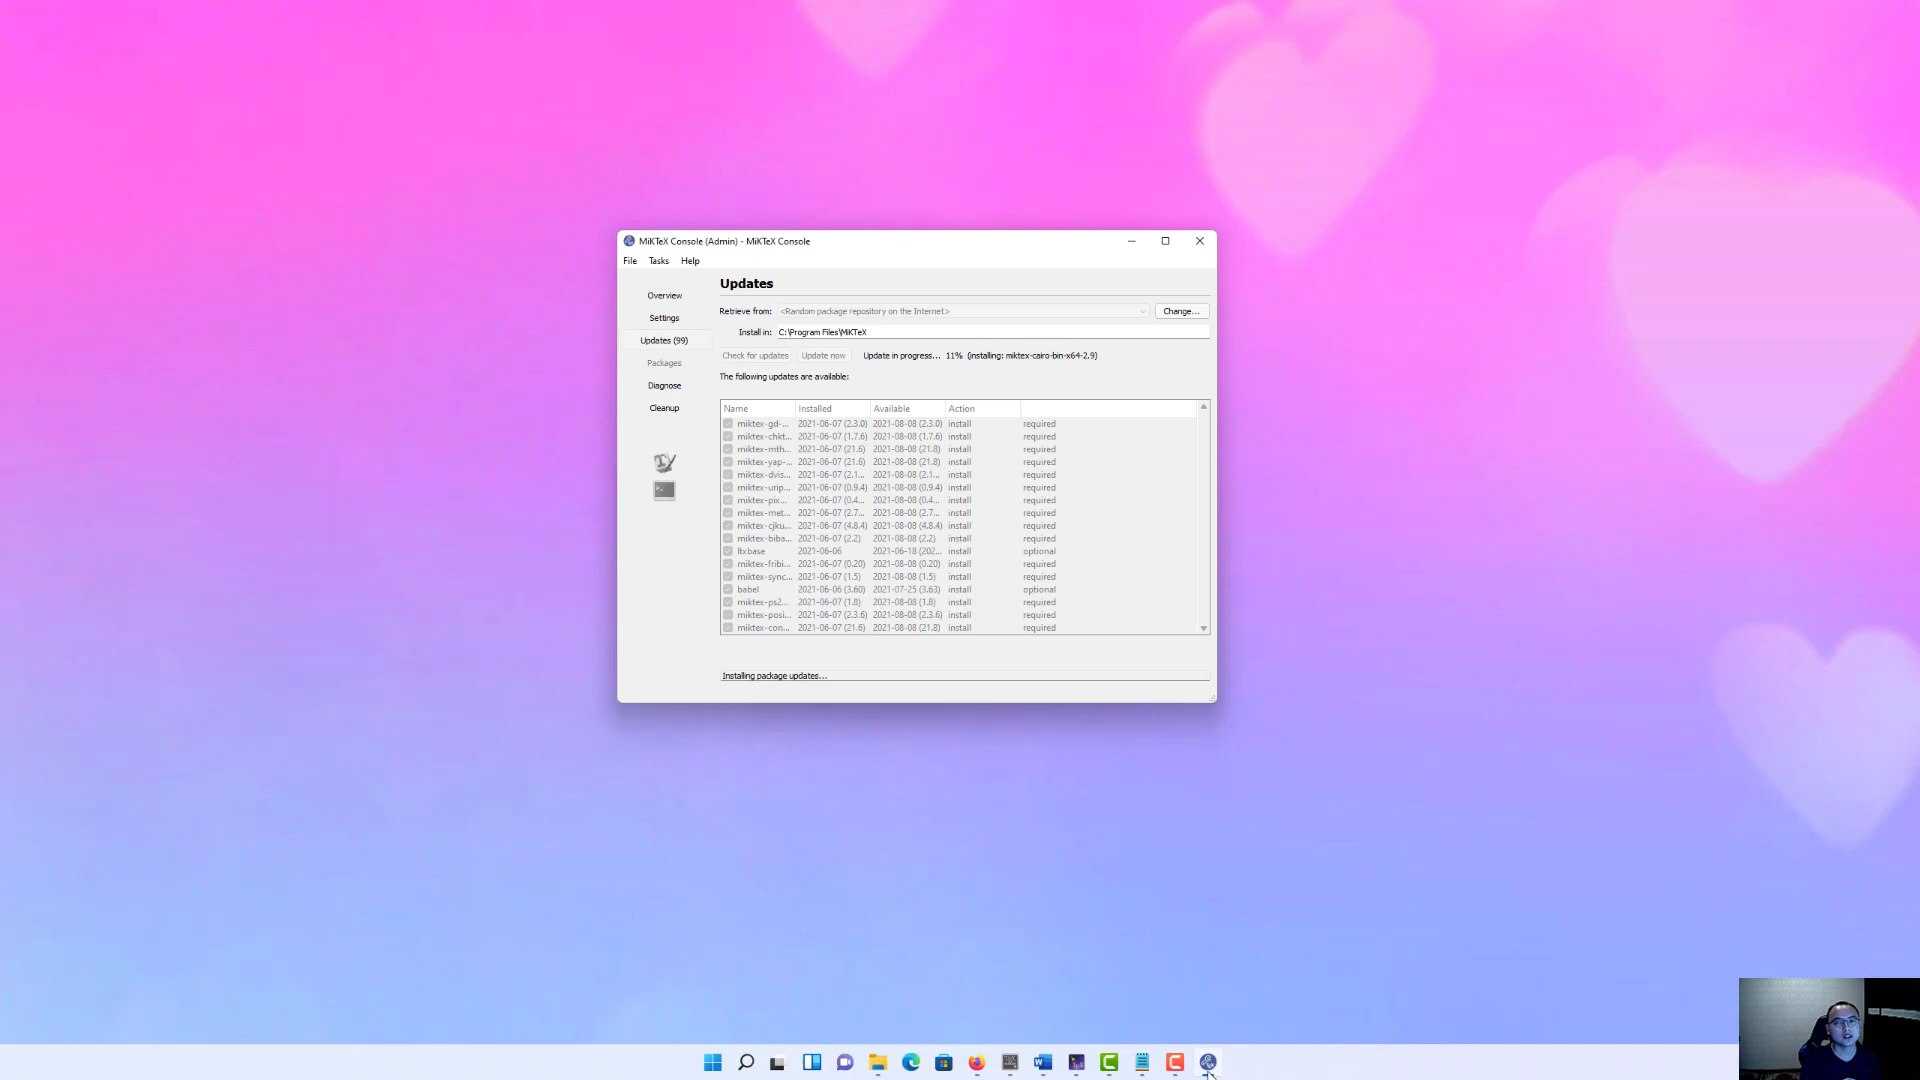 MiKTeX Console (Admin) - MiKTeX Console
File Tasks Help
Updates
Overview
Settings
Updates (99)
Packages
Diagnose
Cleanup
Retrieve from: <Random package repository on the Internet> Change...
Install in: C:\Program Files\MiKTeX
Check for updates Update now Update in progress... 11% (installing: miktex-cairo-bin-x64-2.9)
The following updates are available:
Name Installed Available Action
miktex-gd-... 2021-06-07 (2.3.0) 2021-08-08 (2.3.0) install required
miktex-chkt... 2021-06-07 (1.7.6) 2021-08-08 (1.7.6) install required
miktex-mth... 2021-06-07 (21.6) 2021-08-08 (21.8) install required
miktex-yap-... 2021-06-07 (21.6) 2021-08-08 (21.8) install required
miktex-dvis... 2021-06-07 (2.1... 2021-08-08 (2.1... install required
miktex-urip... 2021-06-07 (0.9.4) 2021-08-08 (0.9.4) install required
miktex-pix... 2021-06-07 (0.4... 2021-08-08 (0.4... install required
miktex-met... 2021-06-07 (2.7... 2021-08-08 (2.7... install required
miktex-cjku... 2021-06-07 (4.8.4) 2021-08-08 (4.8.4) install required
miktex-biba... 2021-06-07 (2.2) 2021-08-08 (2.2) install required
ltxbase 2021-06-06 2021-06-18 (202... install optional
miktex-fribi... 2021-06-07 (0.20) 2021-08-08 (0.20) install required
miktex-sync... 2021-06-07 (1.5) 2021-08-08 (1.5) install required
babel 2021-06-06 (3.60) 2021-07-25 (3.63) install optional
miktex-ps2... 2021-06-07 (1.8) 2021-08-08 (1.8) install required
miktex-posi... 2021-06-07 (2.3.6) 2021-08-08 (2.3.6) install required
miktex-con... 2021-06-07 (21.6) 2021-08-08 (21.8) install required
Installing package updates...